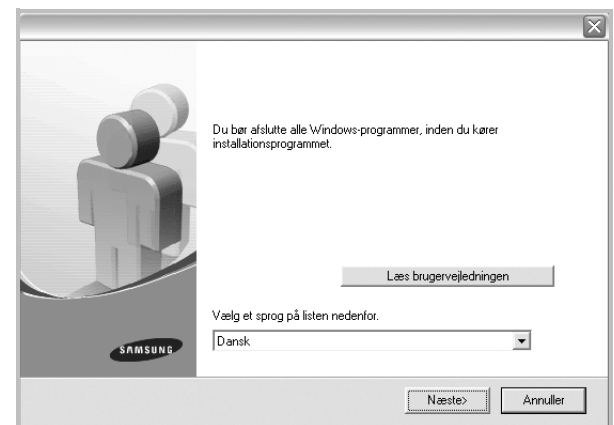 Du bør afslutte alle Windows-programmer, inden du kører
installationsprogrammet.
Læs brugervejledningen
Vælg et sprog på listen nedenfor.
Dansk
SAMSUNG
Næste>
Annuller